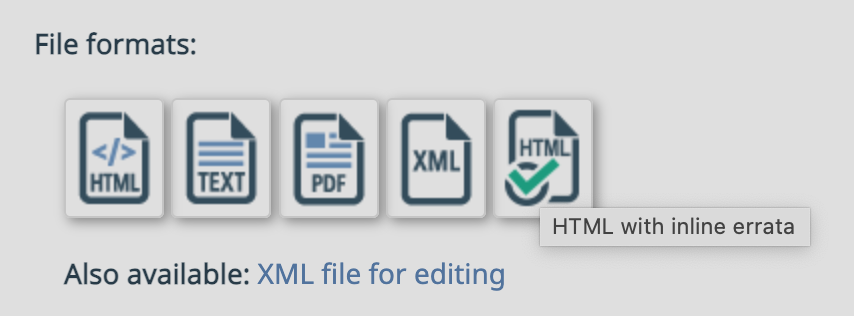 File formats:
</> HTML TEXT PDF XML HTML
HTML with inline errata
Also available: XML file for editing